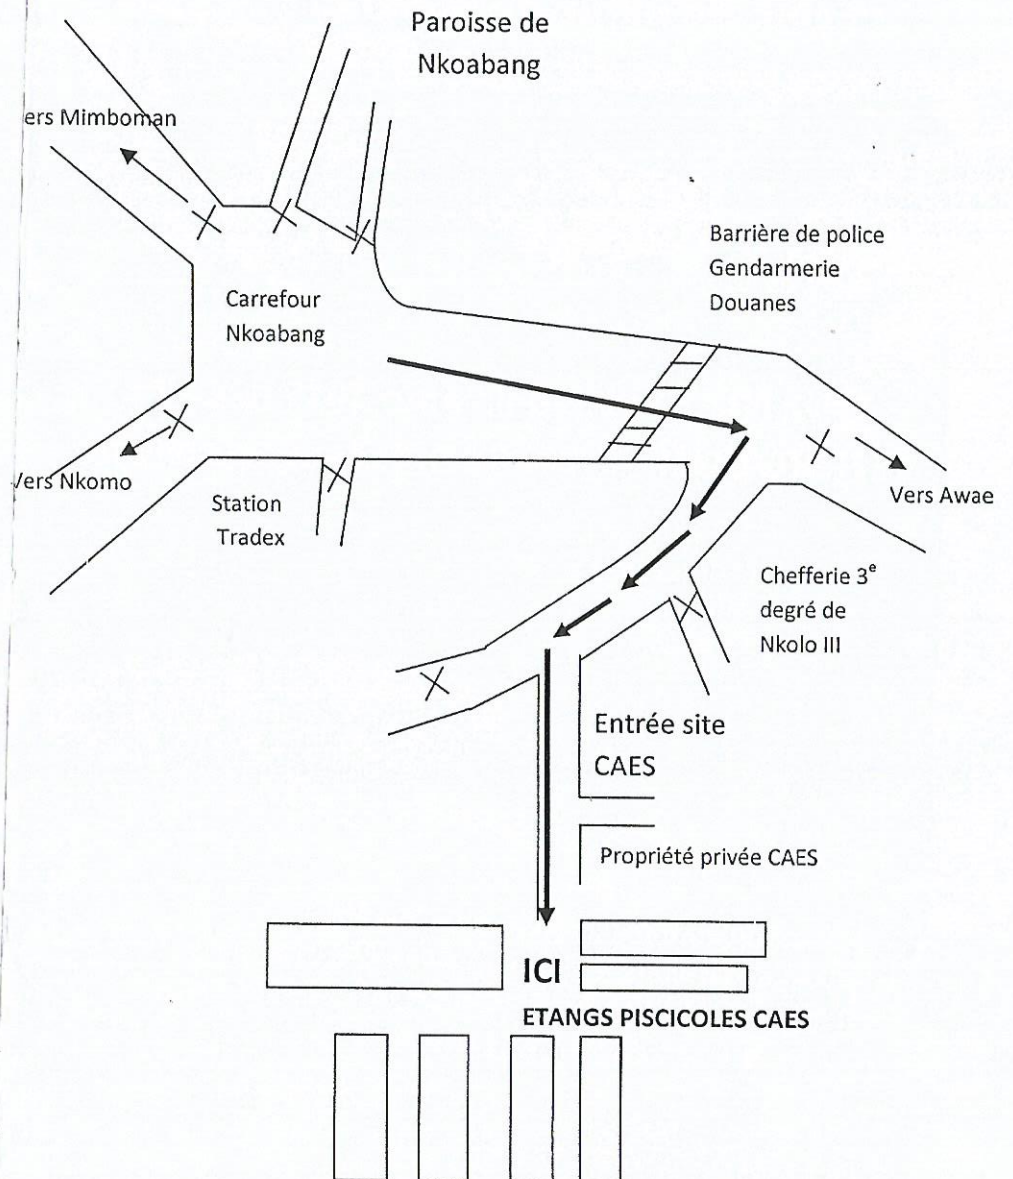 Paroisse de
Nkoabang
ers Mimboman
Barrière de police
Gendarmerie
Douanes
Carrefour
Nkoabang
Vers Nkomo
Station
Tradex
Vers Awae
Chefferie 3e
degré de
Nkolo III
Entrée site
CAES
Propriété privée CAES
ICI
ETANGS PISCICOLES CAES